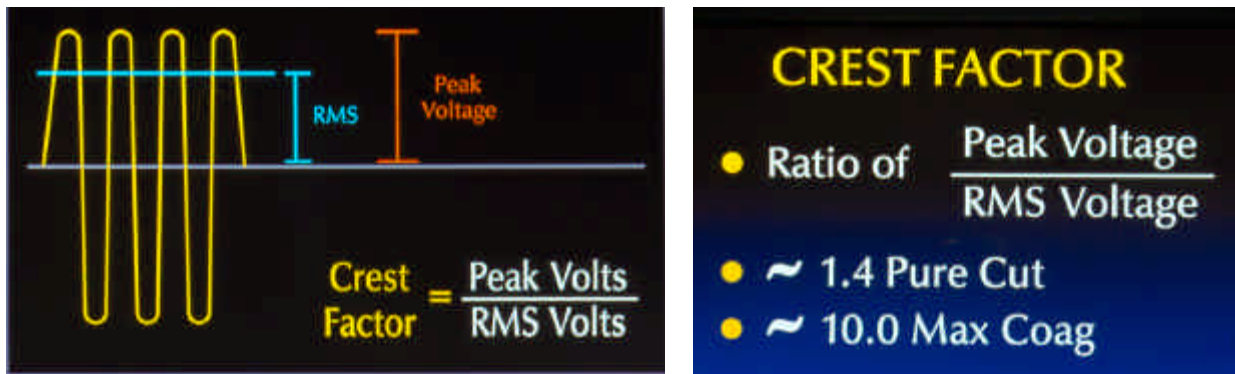 RMS
Peak
Voltage
Crest
Factor
=
Peak Volts
RMS Volts
CREST FACTOR
● Ratio of
Peak Voltage
RMS Voltage
● ~ 1.4 Pure Cut
● ~ 10.0 Max Coag